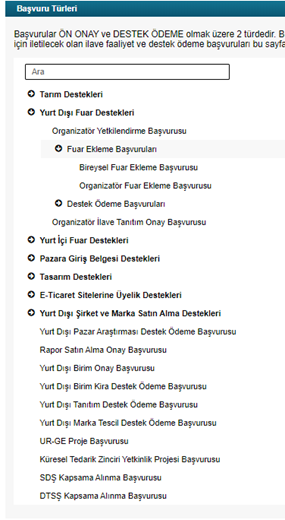 Başvuru Türleri
Başvurular ÖN ONAY ve DESTEK ÖDEME olmak üzere 2 türdedir. B
için iletilecek olan ilave faaliyet ve destek ödeme başvuruları bu sayfa
Ara
Tarım Destekleri
Yurt Dışı Fuar Destekleri
Organizatör Yetkilendirme Başvurusu
Fuar Ekleme Başvuruları
Bireysel Fuar Ekleme Başvurusu
Organizatör Fuar Ekleme Başvurusu
Destek Ödeme Başvuruları
Organizatör İlave Tanıtım Onay Başvurusu
Yurt İçi Fuar Destekleri
Pazara Giriş Belgesi Destekleri
Tasarım Destekleri
E-Ticaret Sitelerine Üyelik Destekleri
Yurt Dışı Şirket ve Marka Satın Alma Destekleri
Yurt Dışı Pazar Araştırması Destek Ödeme Başvurusu
Rapor Satın Alma Onay Başvurusu
Yurt Dışı Birim Onay Başvurusu
Yurt Dışı Birim Kira Destek Ödeme Başvurusu
Yurt Dışı Tanıtım Destek Ödeme Başvurusu
Yurt Dışı Marka Tescil Destek Ödeme Başvurusu
UR-GE Proje Başvurusu
Küresel Tedarik Zinciri Yetkinlik Projesi Başvurusu
SDŞ Kapsama Alınma Başvurusu
DTSŞ Kapsama Alınma Başvurusu